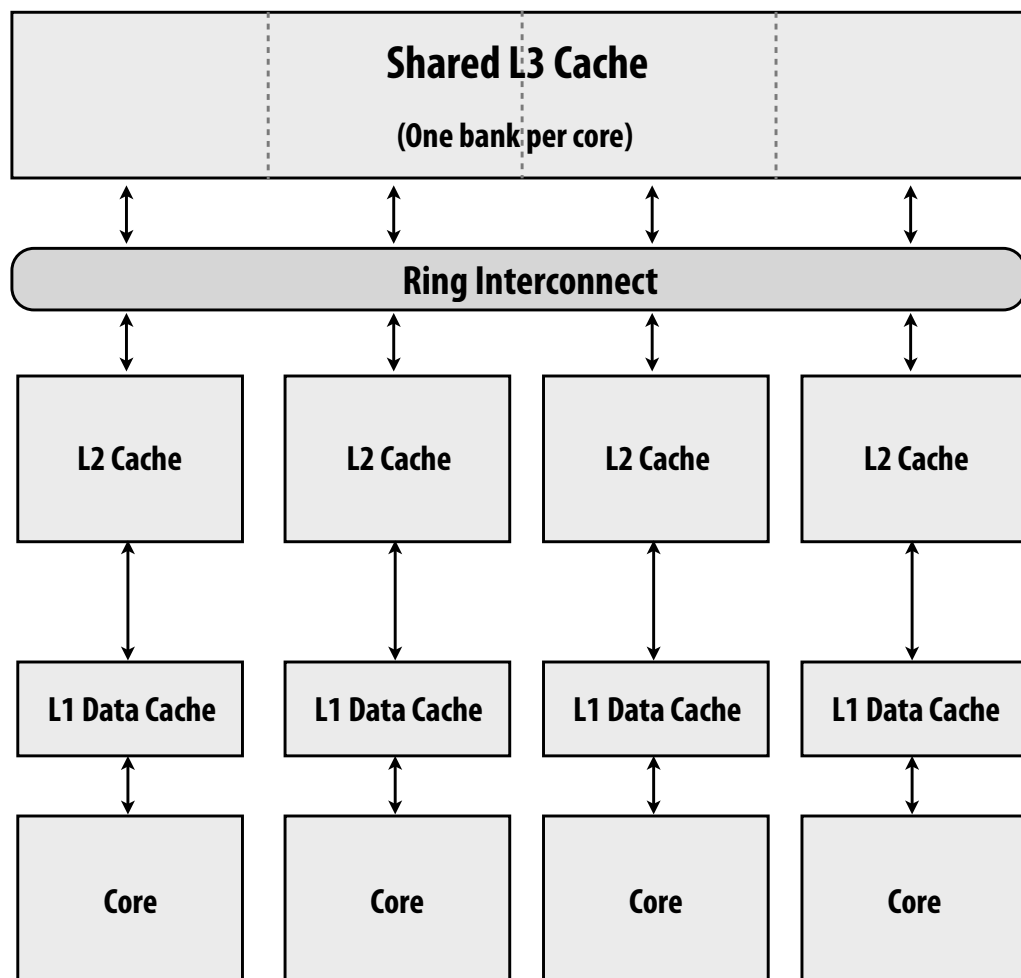 Shared L3 Cache
(One bank per core)
Ring Interconnect
L2 Cache
L2 Cache
L2 Cache
L2 Cache
L1 Data Cache
L1 Data Cache
L1 Data Cache
L1 Data Cache
Core
Core
Core
Core